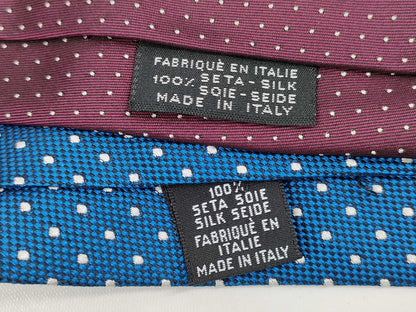 FABRIQUÈ EN ITALIE
100% SETA - SILK
SOIE - SEIDE
MADE IN ITALY
100%
SETA SOIE
SILK SEIDE
FABRIQUÈ EN
ITALIE
MADE IN ITALY